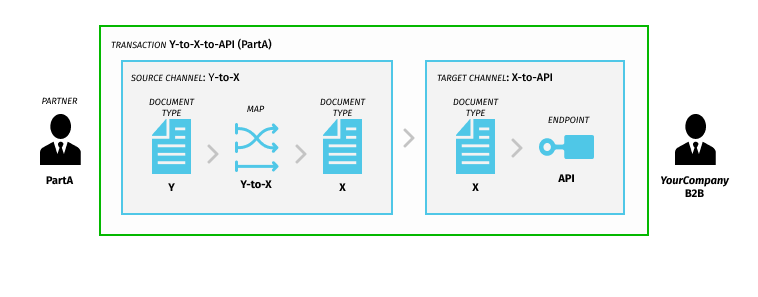 TRANSACTION Y-to-X-to-API (PartA)
SOURCE CHANNEL: Y-to-X
TARGET CHANNEL: X-to-API
PARTNER
DOCUMENT
TYPE
MAP
DOCUMENT
TYPE
DOCUMENT
TYPE
ENDPOINT
PartA
Y
Y-to-X
X
X
API
YourCompany
B2B